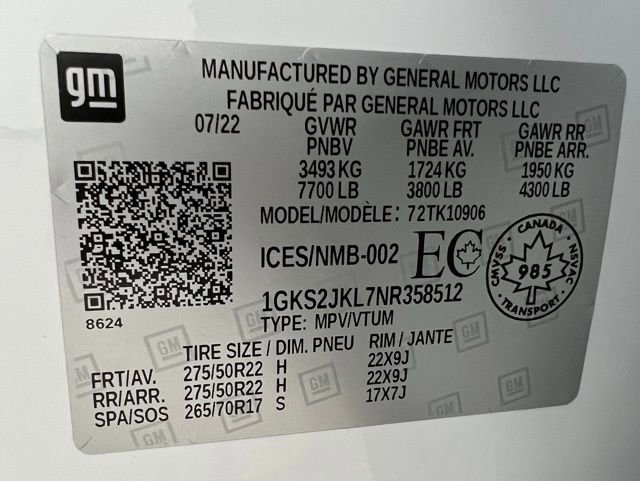 gm
MANUFACTURED BY GENERAL MOTORS LLC
FABRIQUÉ PAR GENERAL MOTORS LLC
07/22 GVWR GAWR FRT GAWR RR
PNBV PNBE AV. PNBE ARR.
3493 KG 1724 KG 1950 KG
7700 LB 3800 LB 4300 LB
MODEL/MODÈLE: 72TK10906
ICES/NMB-002 EC
CANADA
CMVSS 985 NSVAC
TRANSPORT
1GKS2JKL7NR358512
8624 TYPE: MPV/VTUM
TIRE SIZE / DIM. PNEU RIM / JANTE
FRT/AV. 275/50R22 H 22X9J
RR/ARR. 275/50R22 H 22X9J
SPA/SOS 265/70R17 S 17X7J